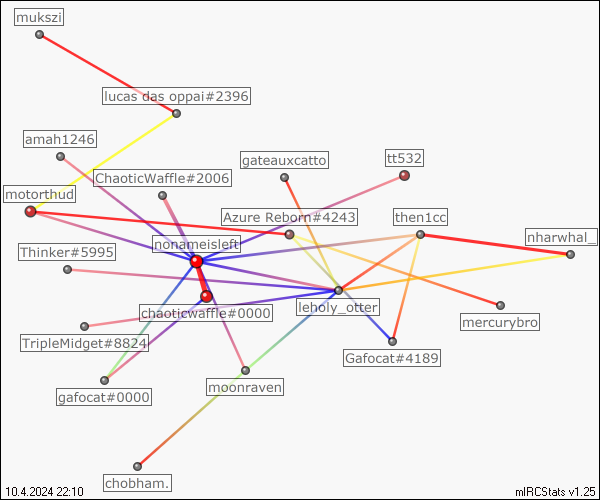 mukszi
lucas das oppai#2396
amah1246
gateauxcatto
tt532
ChaoticWaffle#2006
motorthud
Azure Reborn#4243
then1cc
nharwhal_
nonameisleft
Thinker#5995
leholy_otter
chaoticwaffle#0000
mercurybro
TripleMidget#8824
Gafocat#4189
moonraven
gafocat#0000
chobham.
10.4.2024 22:10
mIRCStats v1.25